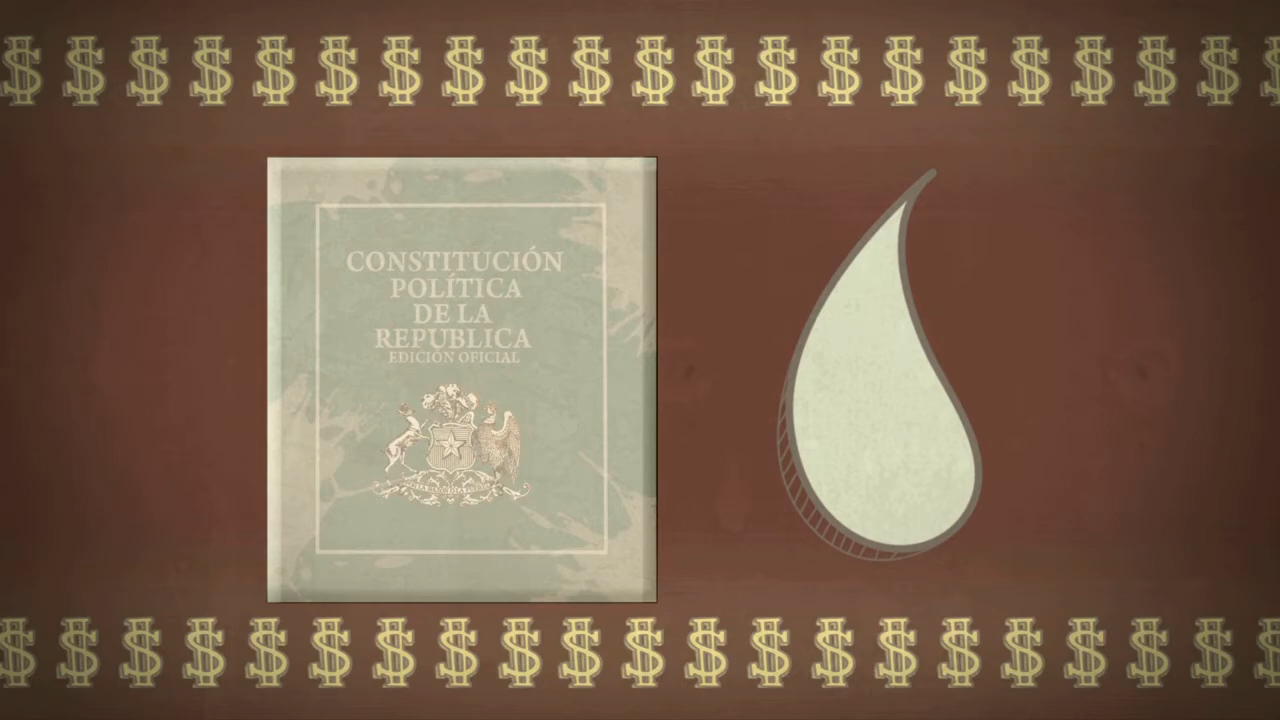 $ $ $ $ $ $ $ $ $ $ $ $ $ $ $ $ $ $ $ $ $
CONSTITUCIÓN
POLÍTICA
DE LA
REPUBLICA
EDICIÓN OFICIAL
$ $ $ $ $ $ $ $ $ $ $ $ $ $ $ $ $ $ $ $ $